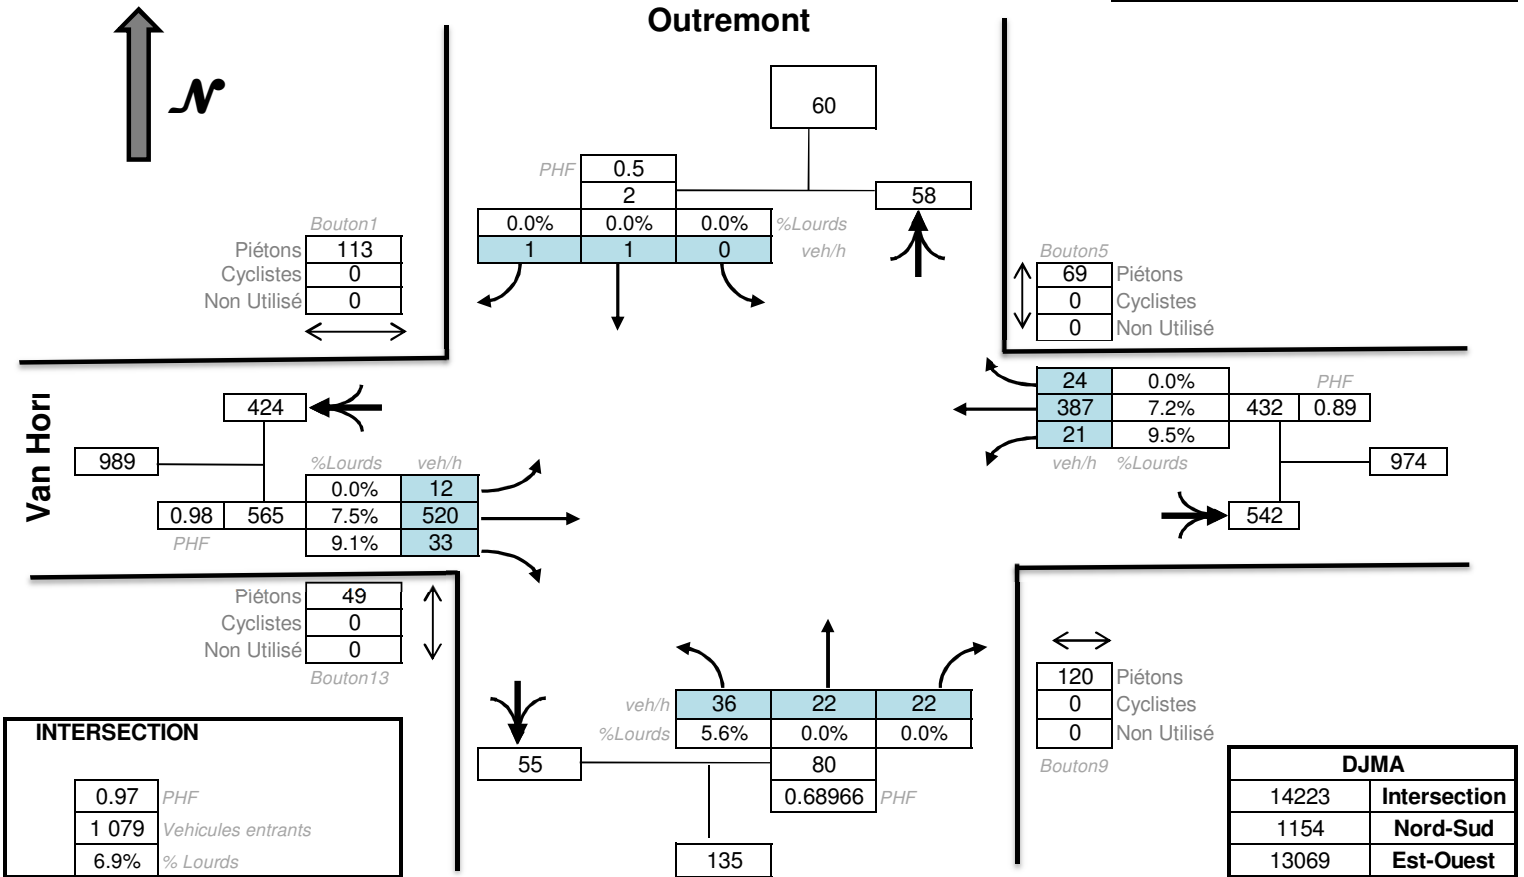 Outremont
N
60
PHF 0.5
2
58
0.0% 0.0% 0.0% %Lourds
1 1 0 veh/h
Bouton1
Piétons 113
Cyclistes 0
Non Utilisé 0
Bouton5
69 Piétons
0 Cyclistes
0 Non Utilisé
24 0.0% PHF
387 7.2% 432 0.89
21 9.5%
veh/h %Lourds
974
542
Van Hori
424
989
%Lourds veh/h
0.0% 12
0.98 565 7.5% 520
PHF 9.1% 33
Piétons 49
Cyclistes 0
Non Utilisé 0
Bouton13
veh/h 36 22 22
%Lourds 5.6% 0.0% 0.0%
55 80
0.68966 PHF
135
120 Piétons
0 Cyclistes
0 Non Utilisé
Bouton9
INTERSECTION
0.97 PHF
1 079 Vehicules entrants
6.9% % Lourds
DJMA
14223 Intersection
1154 Nord-Sud
13069 Est-Ouest